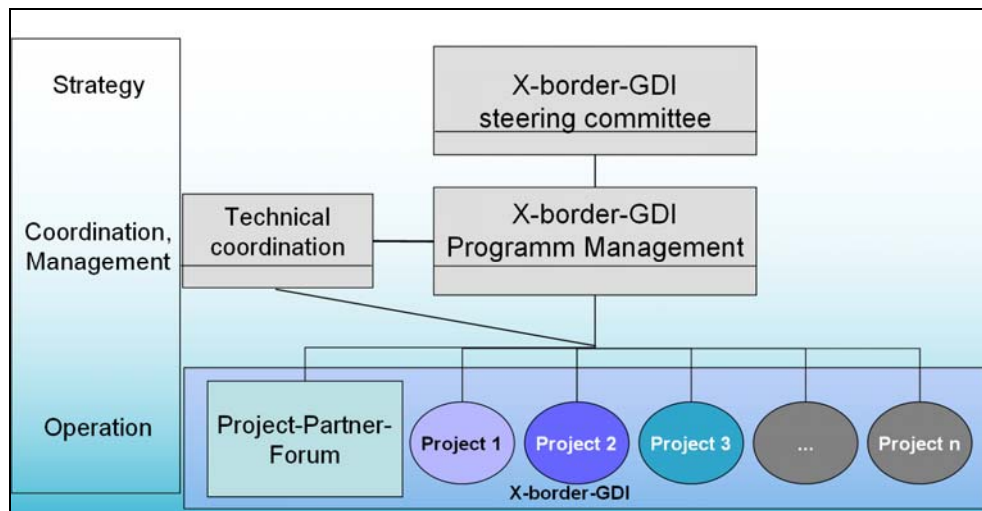 Strategy
X-border-GDI
steering committee
Coordination,
Management
Technical
coordination
X-border-GDI
Programm Management
Operation
Project-Partner-
Forum
Project 1
Project 2
Project 3
...
Project n
X-border-GDI